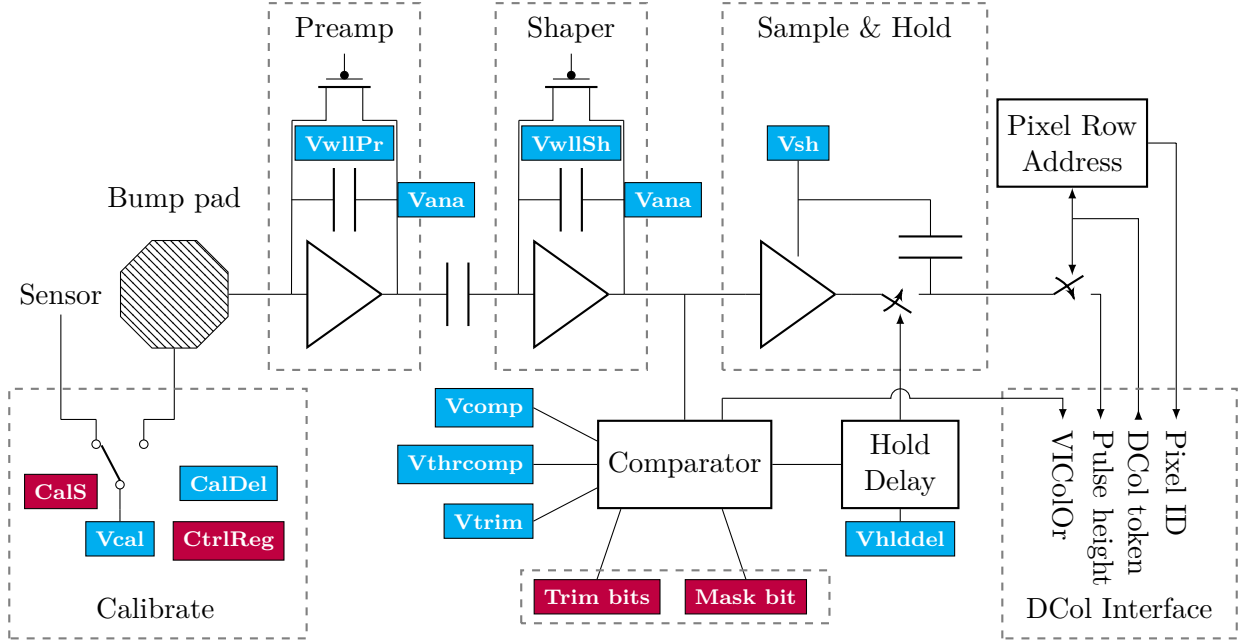 Preamp
Shaper
Sample & Hold
VwllPr
VwllSh
Vsh
Pixel Row
Address
Vana
Vana
Bump pad
Sensor
Vcomp
Vthrcomp
Vtrim
Comparator
Hold
Delay
Vhlddel
VIColOr
Pulse height
DCol token
Pixel ID
CalS
CalDel
Vcal
CtrlReg
Trim bits
Mask bit
Calibrate
DCol Interface